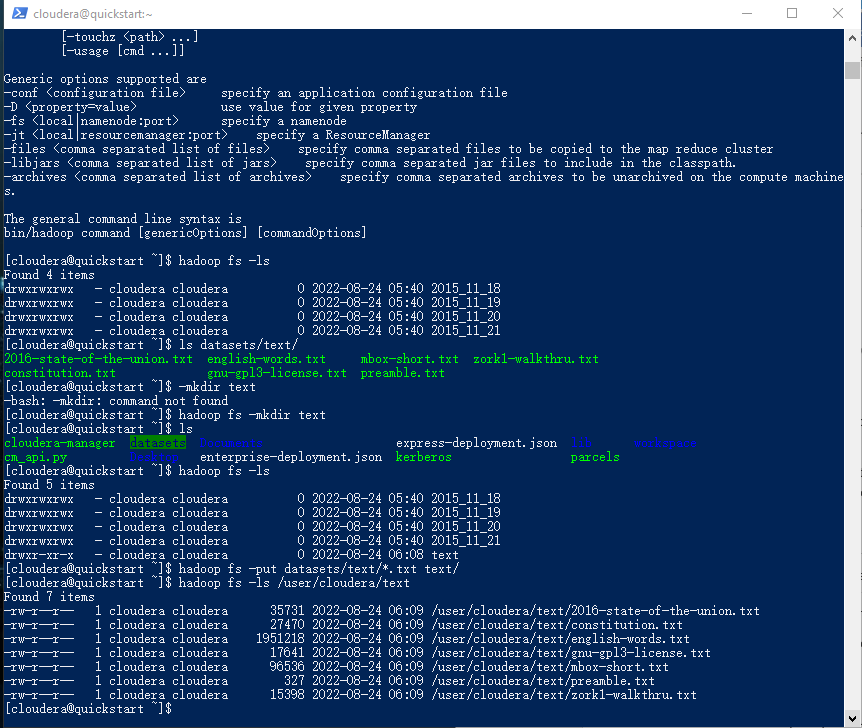 cloudera@quickstart:~
[-touchz <path> ...]
[-usage [cmd ...]]
Generic options supported are
-conf <configuration file>     specify an application configuration file
-D <property=value>            use value for given property
-fs <local|namenode:port>      specify a namenode
-jt <local|resourcemanager:port>    specify a ResourceManager
-files <comma separated list of files>    specify comma separated files to be copied to the map reduce cluster
-libjars <comma separated list of jars>    specify comma separated jar files to include in the classpath.
-archives <comma separated list of archives>    specify comma separated archives to be unarchived on the compute machine
s.
The general command line syntax is
bin/hadoop command [genericOptions] [commandOptions]
[cloudera@quickstart ~]$ hadoop fs -ls
Found 4 items
drwxrwxrwx   - cloudera cloudera          0 2022-08-24 05:40 2015_11_18
drwxrwxrwx   - cloudera cloudera          0 2022-08-24 05:40 2015_11_19
drwxrwxrwx   - cloudera cloudera          0 2022-08-24 05:40 2015_11_20
drwxrwxrwx   - cloudera cloudera          0 2022-08-24 05:40 2015_11_21
[cloudera@quickstart ~]$ ls datasets/text/
2016-state-of-the-union.txt  english-words.txt     mbox-short.txt  zork1-walkthru.txt
constitution.txt             gnu-gpl3-license.txt  preamble.txt
[cloudera@quickstart ~]$ -mkdir text
-bash: -mkdir: command not found
[cloudera@quickstart ~]$ hadoop fs -mkdir text
[cloudera@quickstart ~]$ ls
cloudera-manager  datasets  Documents                   express-deployment.json  lib      workspace
cm_api.py         Desktop   enterprise-deployment.json  kerberos                 parcels
[cloudera@quickstart ~]$ hadoop fs -ls
Found 5 items
drwxrwxrwx   - cloudera cloudera          0 2022-08-24 05:40 2015_11_18
drwxrwxrwx   - cloudera cloudera          0 2022-08-24 05:40 2015_11_19
drwxrwxrwx   - cloudera cloudera          0 2022-08-24 05:40 2015_11_20
drwxrwxrwx   - cloudera cloudera          0 2022-08-24 05:40 2015_11_21
drwxr-xr-x   - cloudera cloudera          0 2022-08-24 06:08 text
[cloudera@quickstart ~]$ hadoop fs -put datasets/text/*.txt text/
[cloudera@quickstart ~]$ hadoop fs -ls /user/cloudera/text
Found 7 items
-rw-r--r--   1 cloudera cloudera      35731 2022-08-24 06:09 /user/cloudera/text/2016-state-of-the-union.txt
-rw-r--r--   1 cloudera cloudera      27470 2022-08-24 06:09 /user/cloudera/text/constitution.txt
-rw-r--r--   1 cloudera cloudera    1951218 2022-08-24 06:09 /user/cloudera/text/english-words.txt
-rw-r--r--   1 cloudera cloudera      17641 2022-08-24 06:09 /user/cloudera/text/gnu-gpl3-license.txt
-rw-r--r--   1 cloudera cloudera      96536 2022-08-24 06:09 /user/cloudera/text/mbox-short.txt
-rw-r--r--   1 cloudera cloudera        327 2022-08-24 06:09 /user/cloudera/text/preamble.txt
-rw-r--r--   1 cloudera cloudera      15398 2022-08-24 06:09 /user/cloudera/text/zork1-walkthru.txt
[cloudera@quickstart ~]$